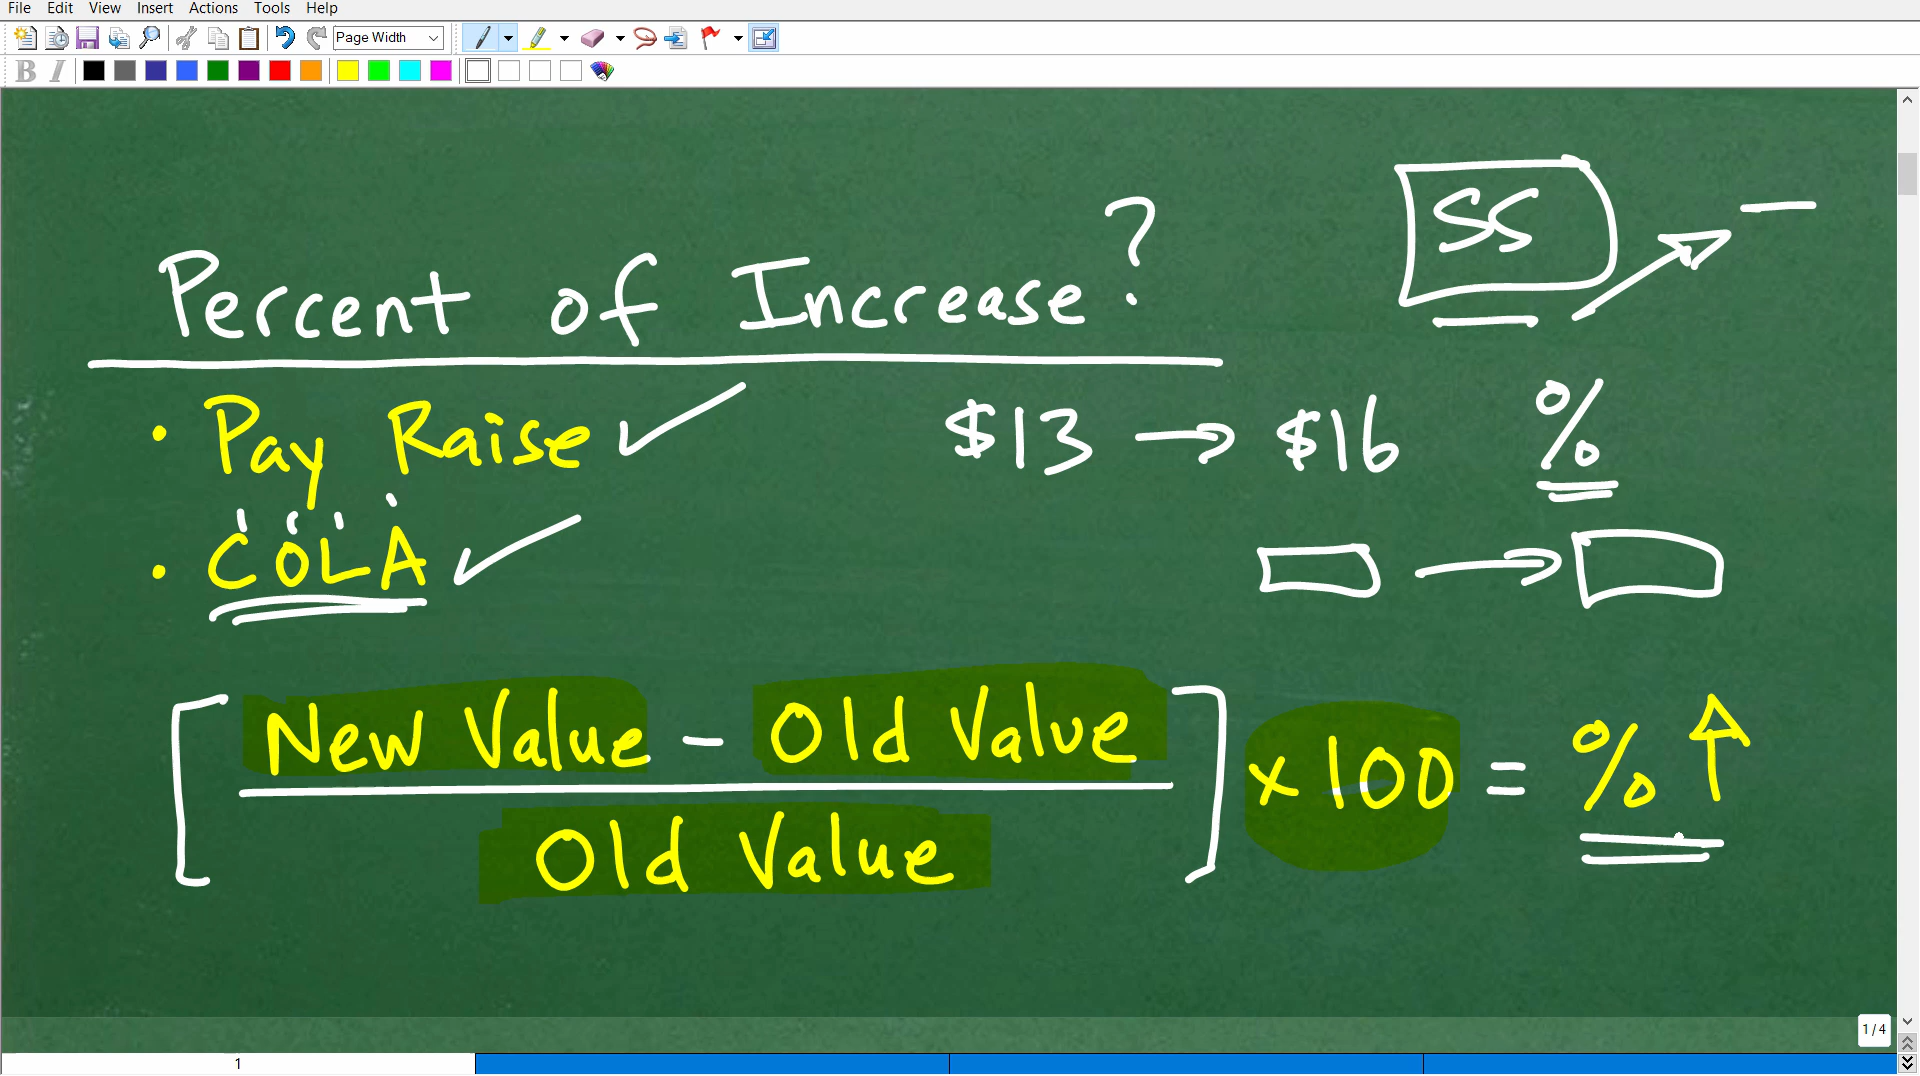 File Edit View Insert Actions Tools Help
Page Width
B I
SS
Percent of Increase?
• Pay Raise ✓ $13 → $16 %
• COLA ✓
[New Value - Old Value
Old Value] x 100 = % ↑
1/4
1